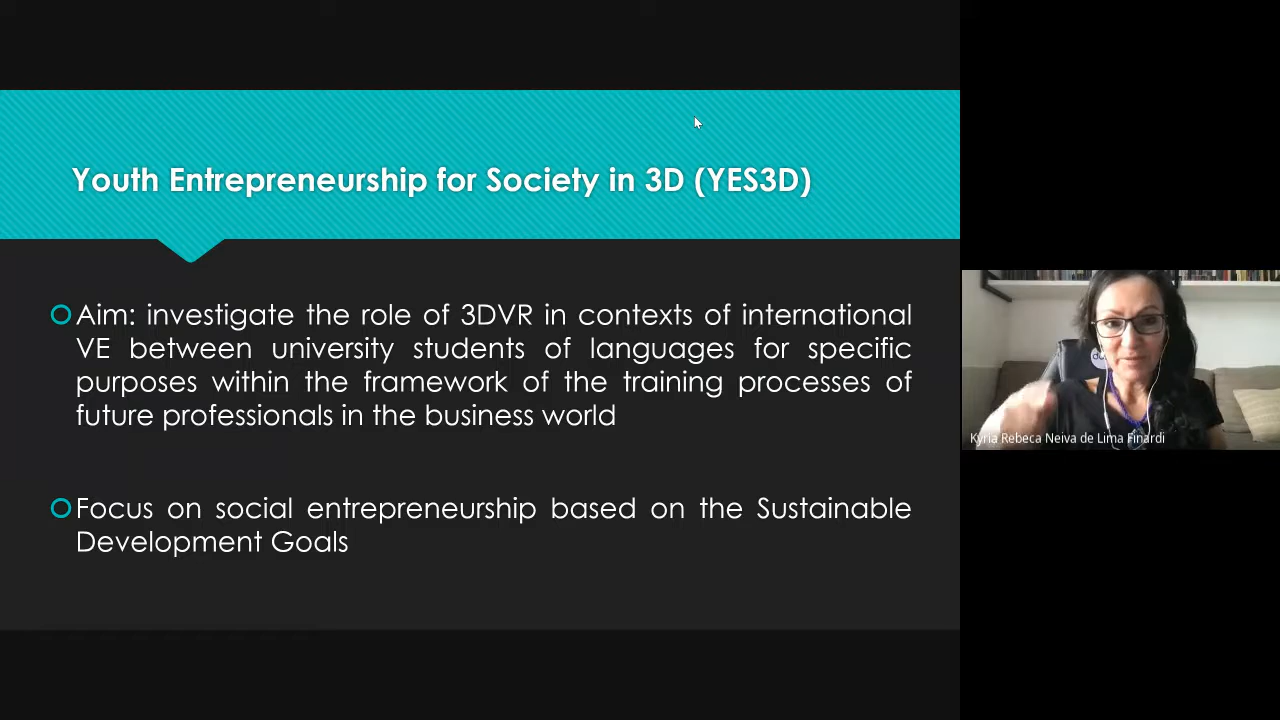 Youth Entrepreneurship for Society in 3D (YES3D)
Aim: investigate the role of 3DVR in contexts of international
VE between university students of languages for specific
purposes within the framework of the training processes of
future professionals in the business world
Focus on social entrepreneurship based on the Sustainable
Development Goals
Kyria Rebeca Neiva de Lima Finardi